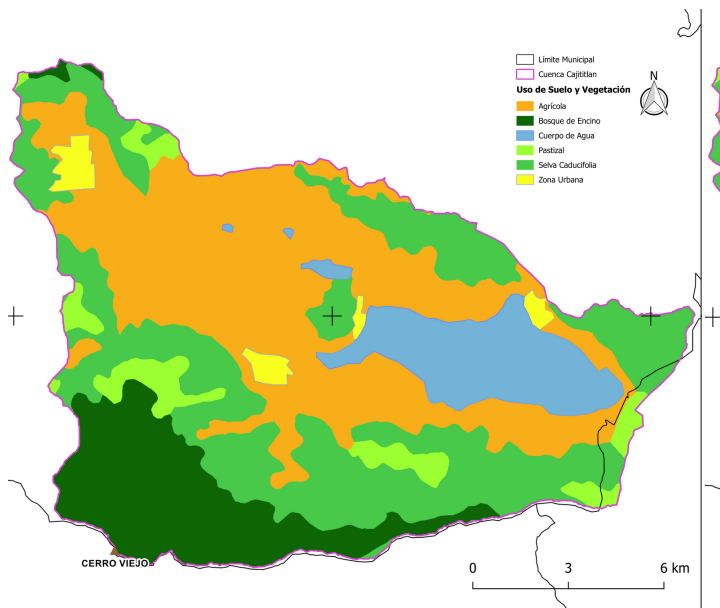 Límite Municipal
Cuenca Cajititlan
Uso de Suelo y Vegetación
Agrícola
Bosque de Encino
Cuerpo de Agua
Pastizal
Selva Caducifolia
Zona Urbana
N
CERRO VIEJO
0 3 6 km